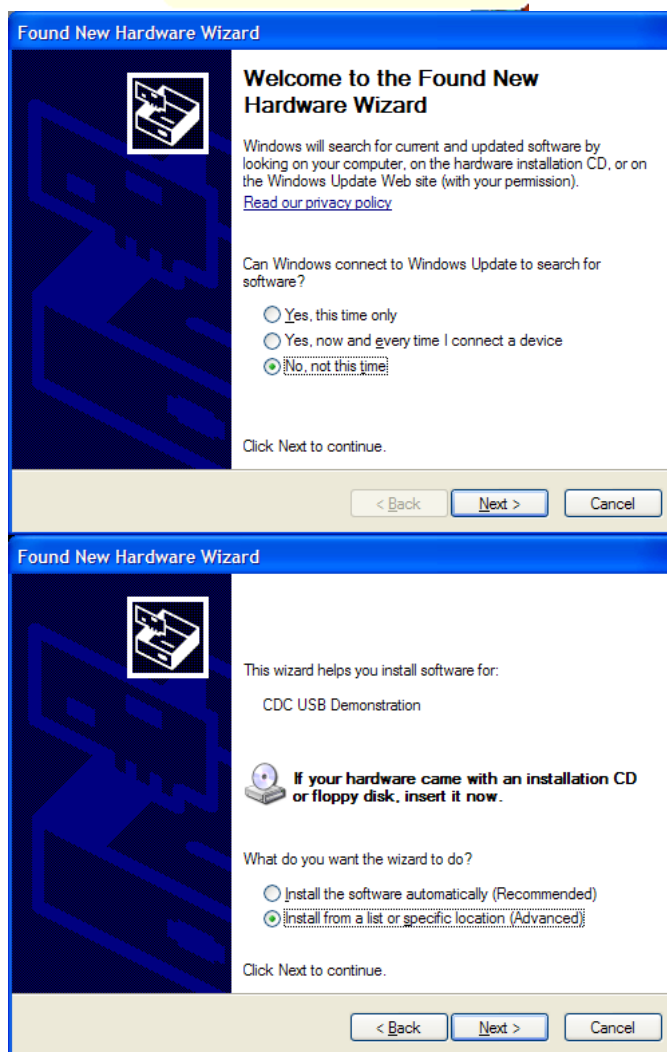 Found New Hardware Wizard
Welcome to the Found New
Hardware Wizard
Windows will search for current and updated software by
looking on your computer, on the hardware installation CD, or on
the Windows Update Web site (with your permission).
Read our privacy policy
Can Windows connect to Windows Update to search for
software?
Yes, this time only
Yes, now and every time I connect a device
No, not this time
Click Next to continue.
< Back Next > Cancel
Found New Hardware Wizard
This wizard helps you install software for:
CDC USB Demonstration
If your hardware came with an installation CD
or floppy disk, insert it now.
What do you want the wizard to do?
Install the software automatically (Recommended)
Install from a list or specific location (Advanced)
Click Next to continue.
< Back Next > Cancel